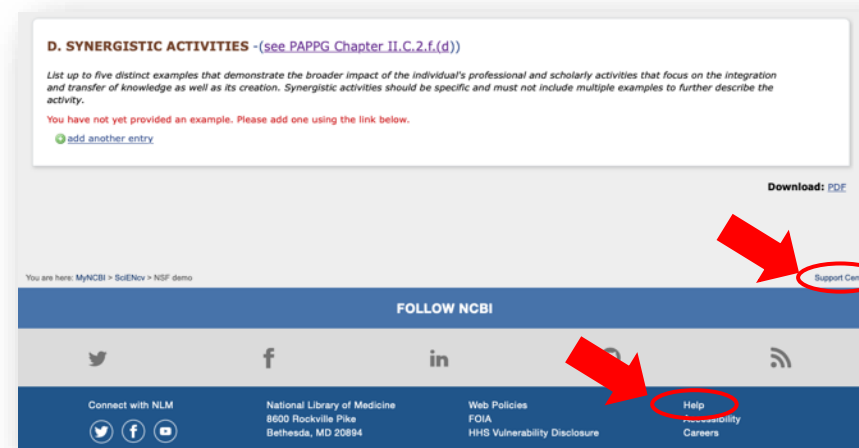 D. SYNERGISTIC ACTIVITIES -(see PAPPG Chapter II.C.2.f.(d))
List up to five distinct examples that demonstrate the broader impact of the individual's professional and scholarly activities that focus on the integration
and transfer of knowledge as well as its creation. Synergistic activities should be specific and must not include multiple examples to further describe the
activity.
You have not yet provided an example. Please add one using the link below.
add another entry
Download: PDF
You are here: MyNCBI > SciENcv > NSF demo
Support Cen
FOLLOW NCBI
Connect with NLM
National Library of Medicine
8600 Rockville Pike
Bethesda, MD 20894
Web Policies
FOIA
HHS Vulnerability Disclosure
Help
Accessibility
Careers